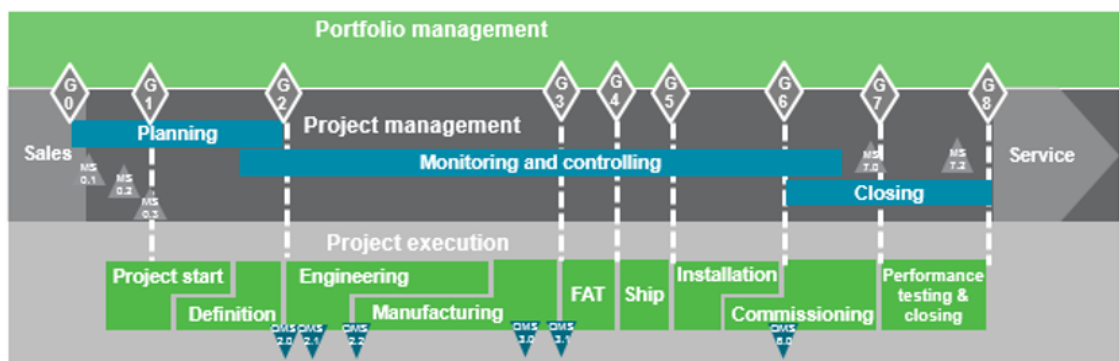 Portfolio management
G 0
G 1
G 2
G 3
G 4
G 5
G 6
G 7
G 8
Planning
Project management
Sales
Monitoring and controlling
Service
MS 0.1
MS 0.2
MS 0.3
MS 7.0
MS 7.2
Closing
Project execution
Project start
Definition
Engineering
Manufacturing
FAT
Ship
Installation
Commissioning
Performance
testing &
closing
OMS 2.0
OMS 2.1
OMS 2.2
OMS 3.0
OMS 3.1
OMS 6.0